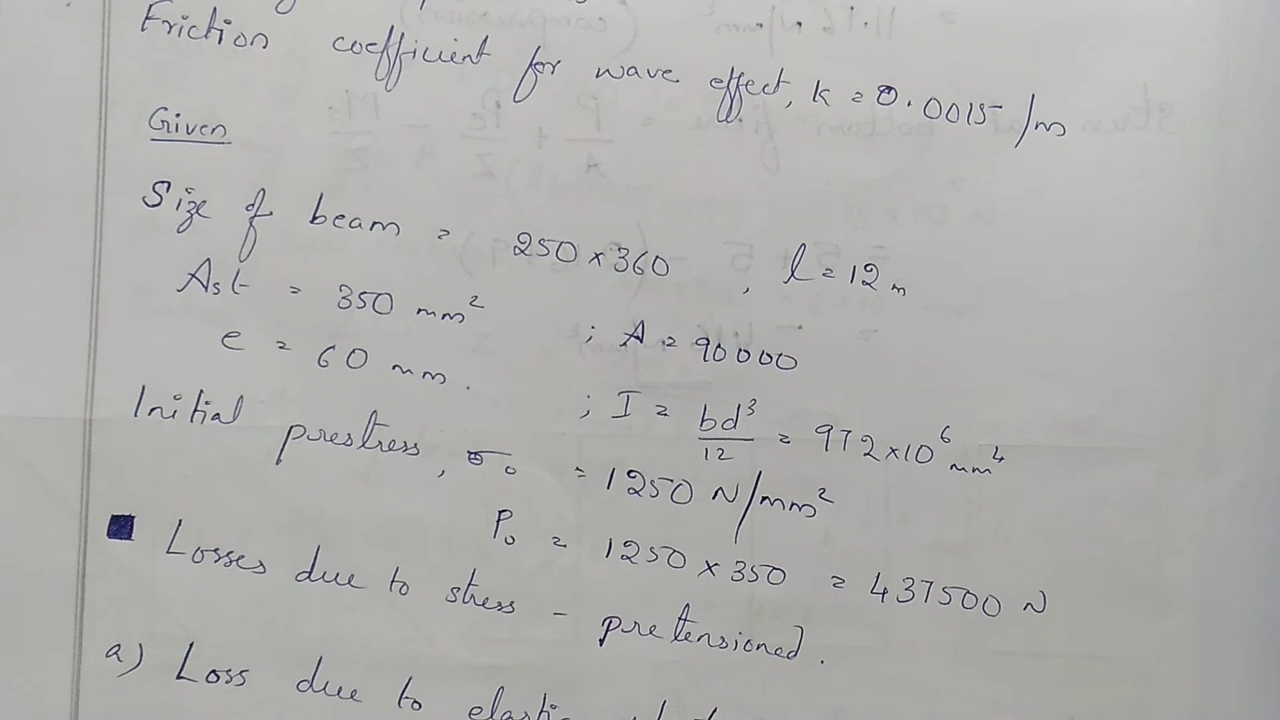 Friction coefficient for wave effect, k = 0.0015 /m
Given
Size of beam = 250 × 360 , l = 12 m
Ast = 350 mm² ; A = 90000
e = 60 mm. ; I = bd³/12 = 972×10⁶ mm⁴
Initial prestress, σ₀ = 1250 N/mm²
P₀ = 1250 × 350 = 437500 N
Losses due to stress - pretensioned.
a) Loss due to elastic